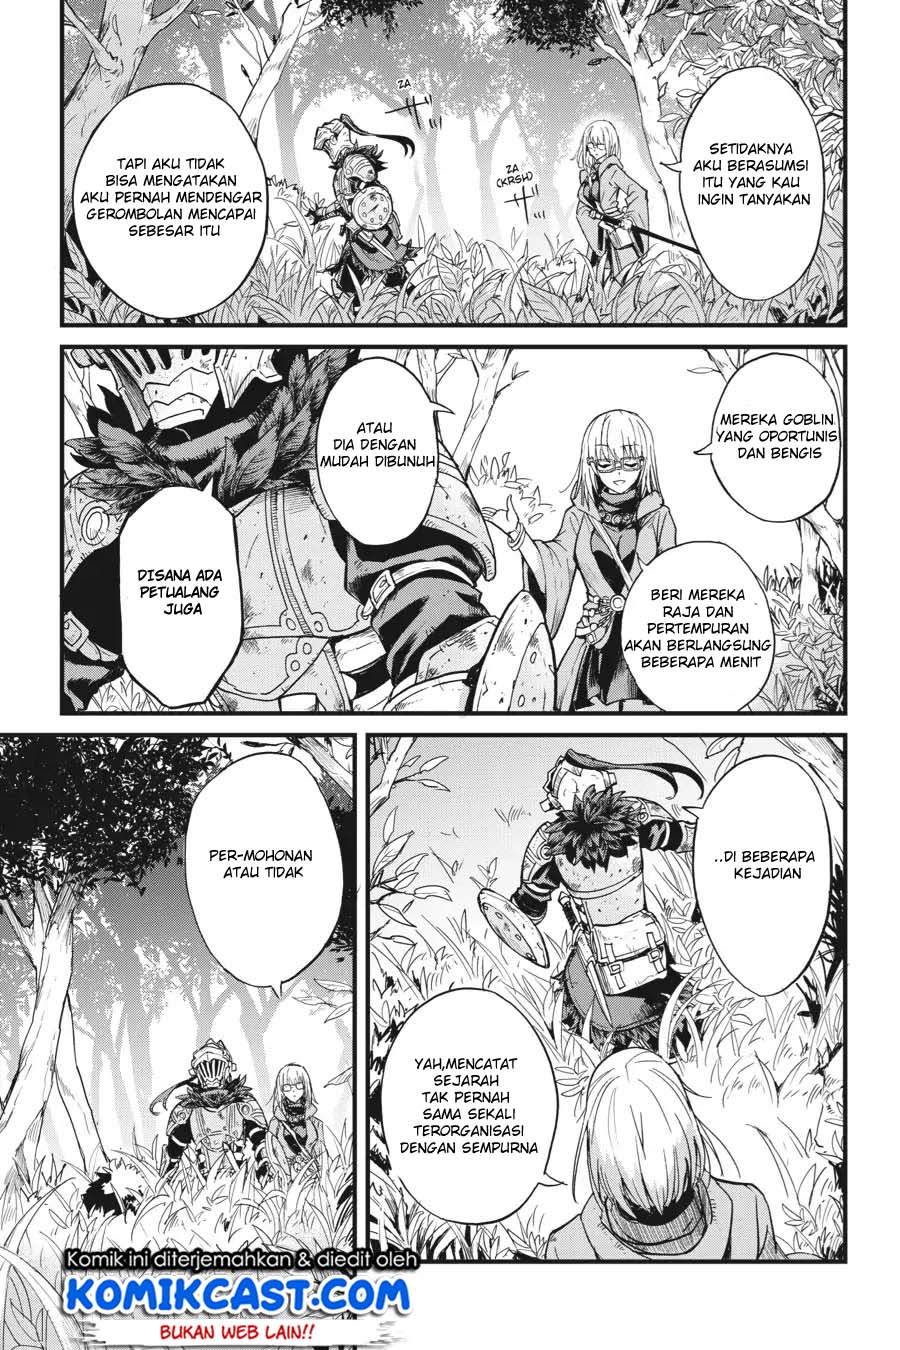 SETIDAKNYA
AKU BERASUMSI
ITU YANG KAU
INGIN TANYAKAN
ZA
ZA
(KRSH)
TAPI AKU TIDAK
BISA MENGATAKAN
AKU PERNAH MENDENGAR
GEROMBOLAN MENCAPAI
SEBESAR ITU
MEREKA GOBLIN
YANG OPORTUNIS
DAN BENGIS
BERI MEREKA
RAJA DAN
PERTEMPURAN
AKAN BERLANGSUNG
BEBERAPA MENIT
ATAU
DIA DENGAN
MUDAH DIBUNUH
DISANA ADA
PETUALANG
JUGA
..DI BEBERAPA
KEJADIAN
YAH,MENCATAT
SEJARAH
TAK PERNAH
SAMA SEKALI
TERORGANISASI
DENGAN SEMPURNA
PER-MOHONAN
ATAU TIDAK
Komik ini diterjemahkan & diedit oleh
KOMIKCAST.COM
BUKAN WEB LAIN!!